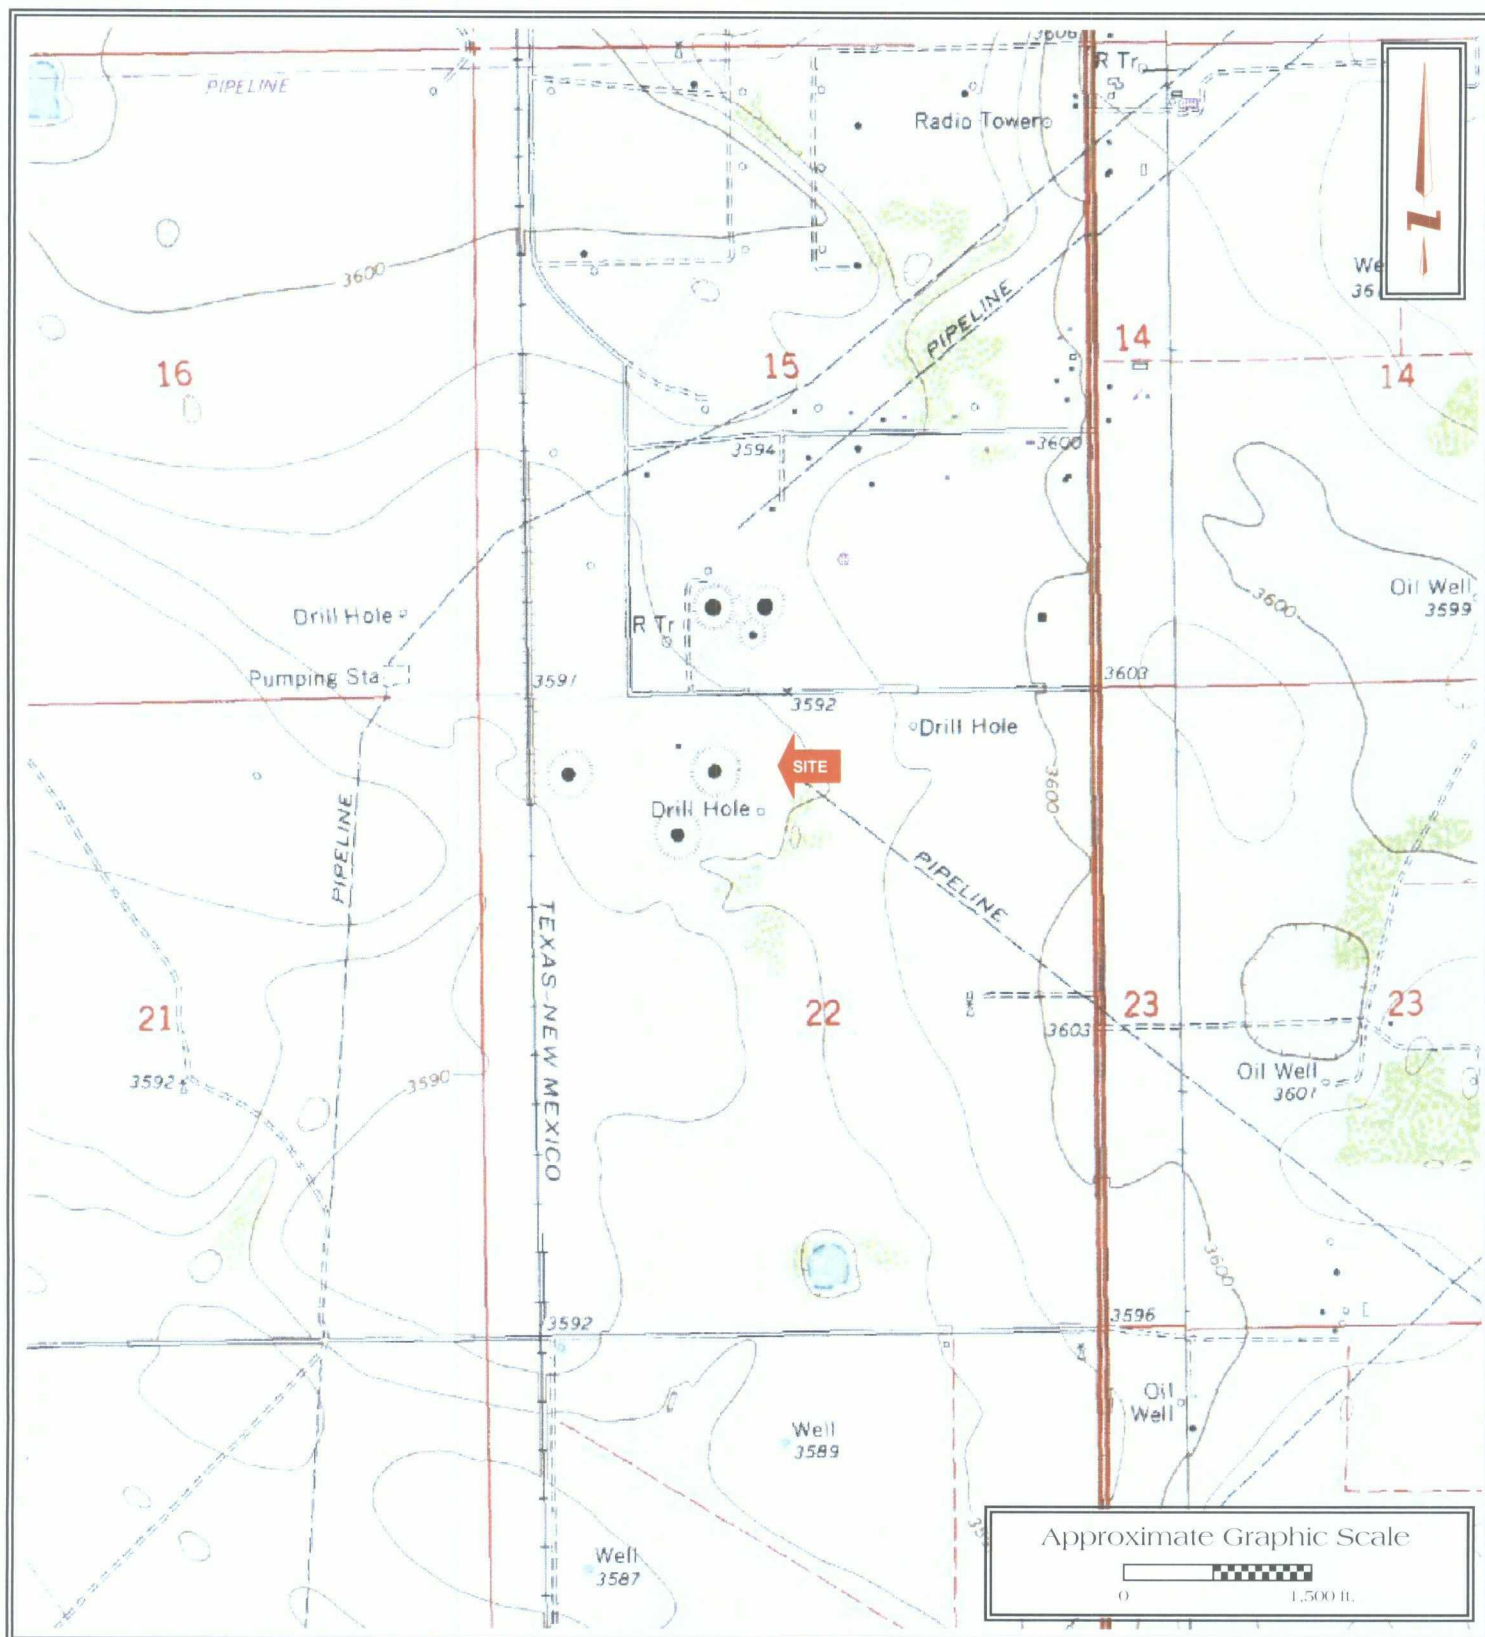 3606
R Tr
PIPELINE
Radio Tower
3600
PIPELINE
16
15
14
14
3594
3600
Drill Hole
R Tr
3600
Oil Well
3599
Pumping Sta
3591
3603
3592
Drill Hole
SITE
Drill Hole
3600
PIPELINE
PIPELINE
TEXAS-NEW MEXICO
21
22
23
23
3603
3592
3590
Oil Well
3601
3600
3592
3596
Oil
Well
Well
3589
Well
3587
Approximate Graphic Scale
0 1,500 ft.